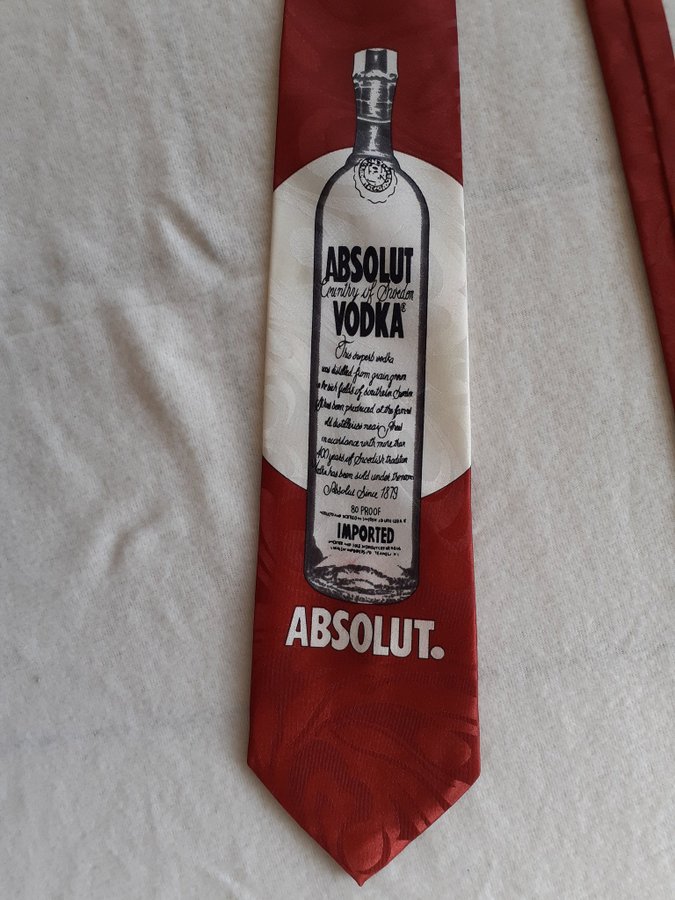 ABSOLUT
Country of Sweden
VODKA®
This superb vodka
was distilled from grain grown
in the rich fields of southern Sweden
It has been produced at the famous
old distilleries near Åhus
in accordance with more than
400 years of Swedish tradition
Vodka has been sold under the name
Absolut Since 1879
80 PROOF
IMPORTED
ABSOLUT.